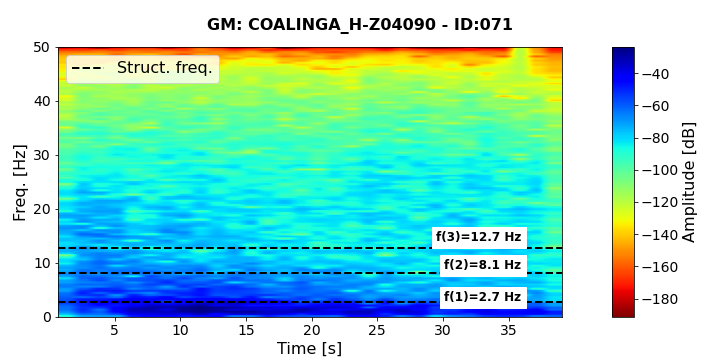 GM: COALINGA_H-Z04090 - ID:071
50
40
30
20
10
0
Freq. [Hz]
Struct. freq.
f(3)=12.7 Hz
f(2)=8.1 Hz
f(1)=2.7 Hz
5 10 15 20 25 30 35
Time [s]
−40
−60
−80
−100
−120
−140
−160
−180
Amplitude [dB]